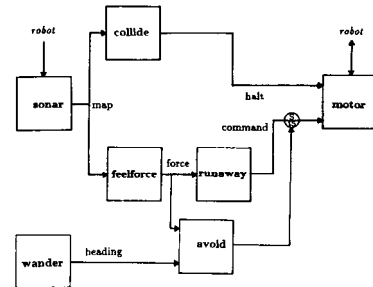 robot
collide
robot
sonar
map
halt
motor
command
S
feelforce
force
runaway
avoid
wander
heading